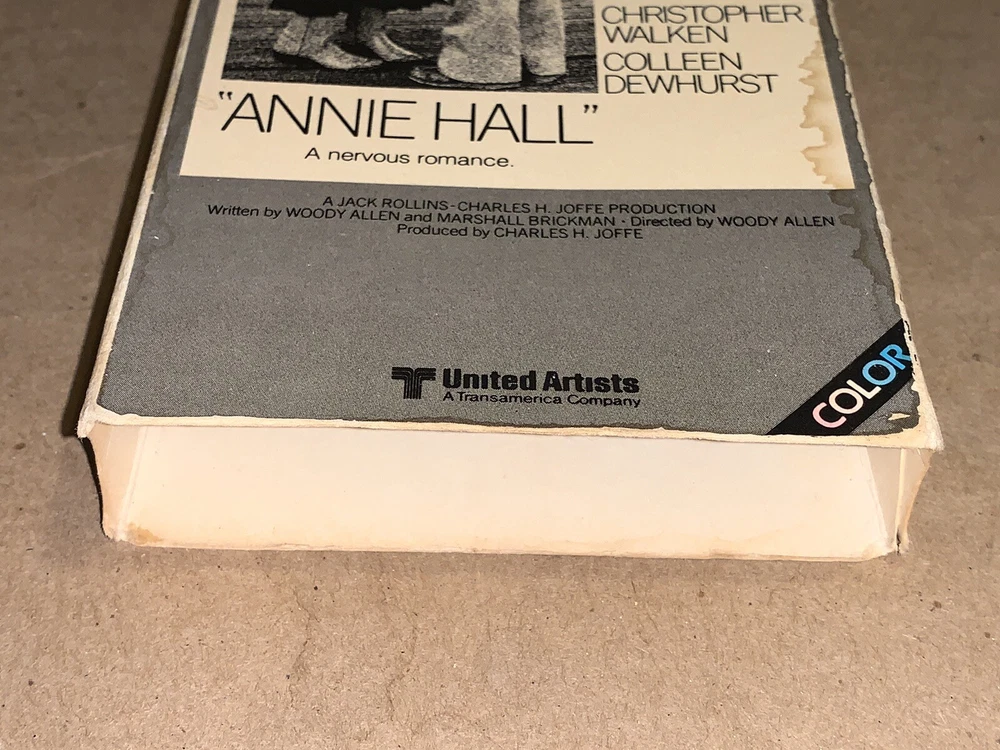 CHRISTOPHER
WALKEN
COLLEEN
DEWHURST
"ANNIE HALL"
A nervous romance.
A JACK ROLLINS-CHARLES H. JOFFE PRODUCTION
Written by WOODY ALLEN and MARSHALL BRICKMAN · Directed by WOODY ALLEN
Produced by CHARLES H. JOFFE
United Artists
A Transamerica Company
COLOR